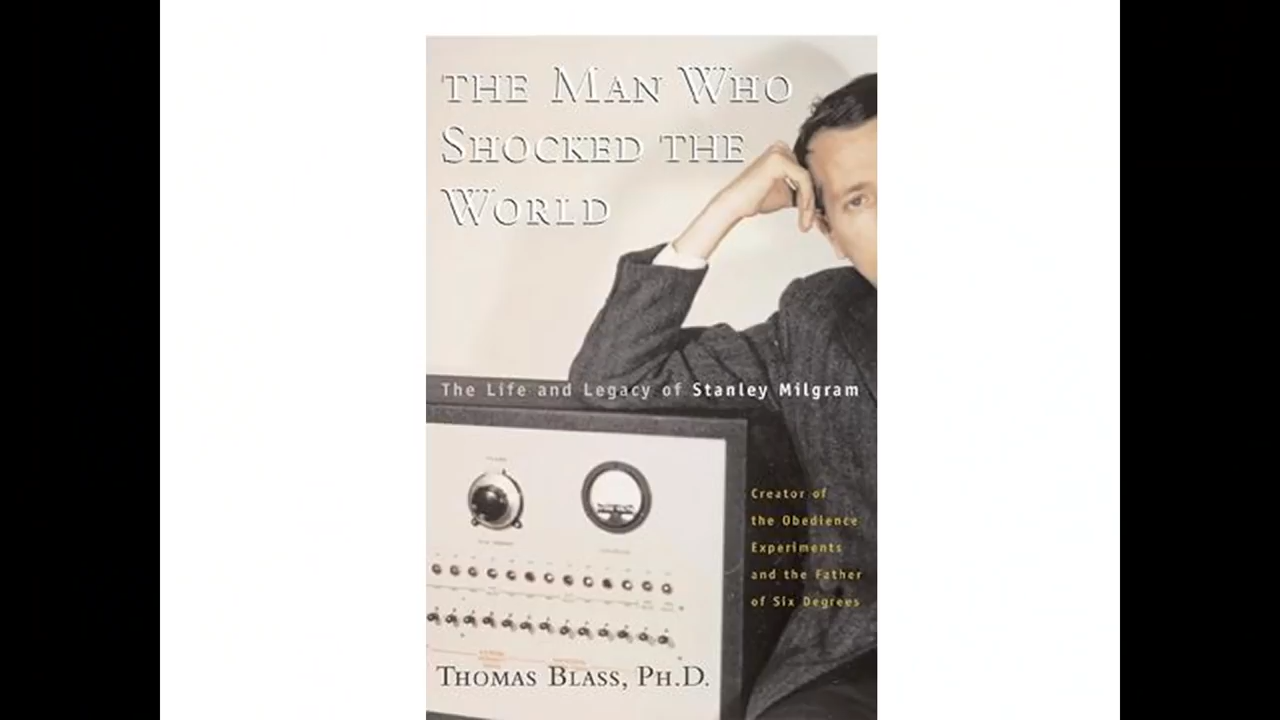 THE MAN WHO
SHOCKED THE
WORLD
The Life and Legacy of Stanley Milgram
Creator of
the Obedience
Experiments
and the Father
of Six Degrees
THOMAS BLASS, PH.D.